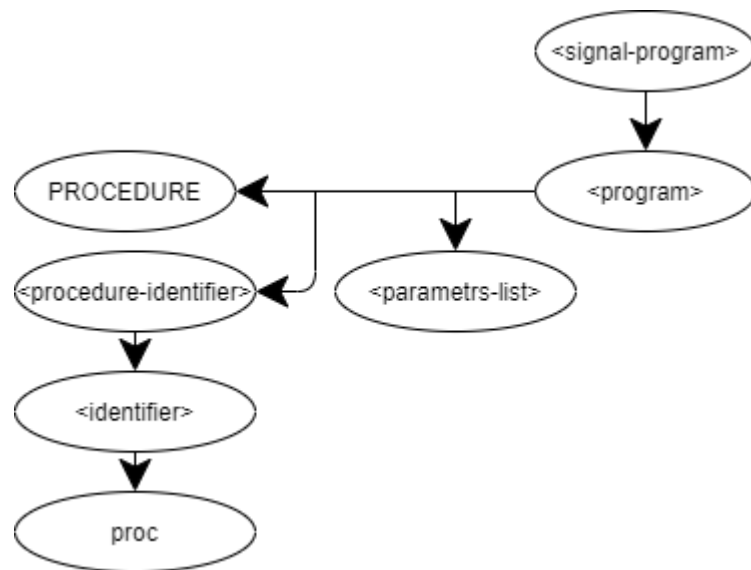 <signal-program>
PROCEDURE
<program>
<procedure-identifier>
<parametrs-list>
<identifier>
proc